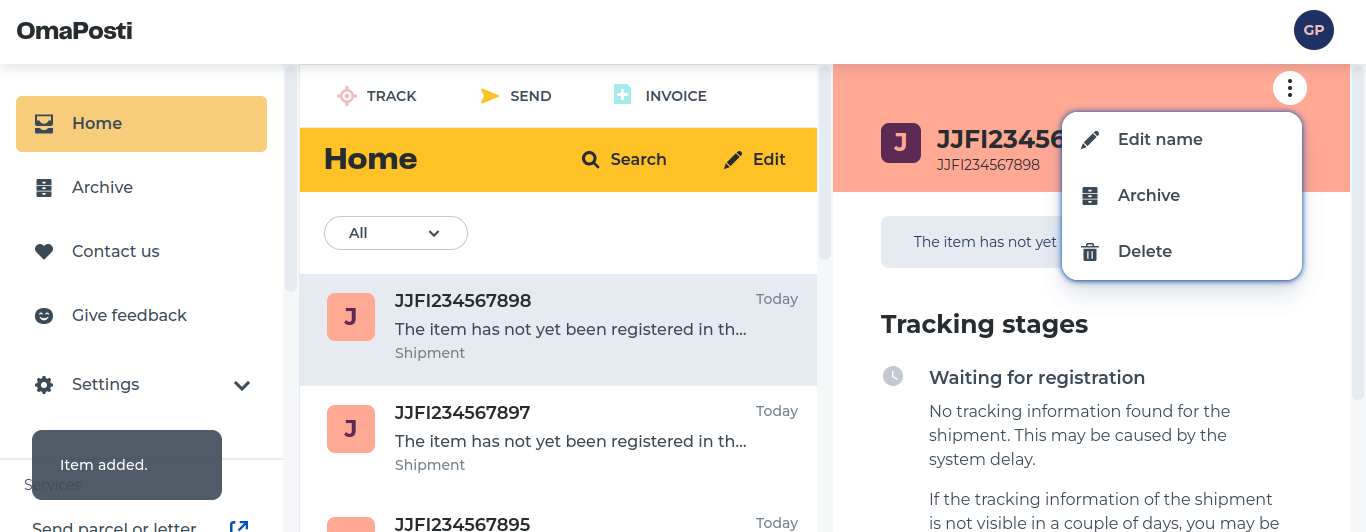 OmaPosti
GP
Home
Archive
Contact us
Give feedback
Settings
Item added.
Services
Send parcel or letter
TRACK
SEND
INVOICE
Home
Search
Edit
All
J
JJFI234567898
Today
The item has not yet been registered in th...
Shipment
J
JJFI234567897
Today
The item has not yet been registered in th...
Shipment
J
JJFI234567895
Today
J
JJFI23456
JJFI234567898
Edit name
Archive
Delete
The item has not yet
Tracking stages
Waiting for registration
No tracking information found for the
shipment. This may be caused by the
system delay.
If the tracking information of the shipment
is not visible in a couple of days, you may be